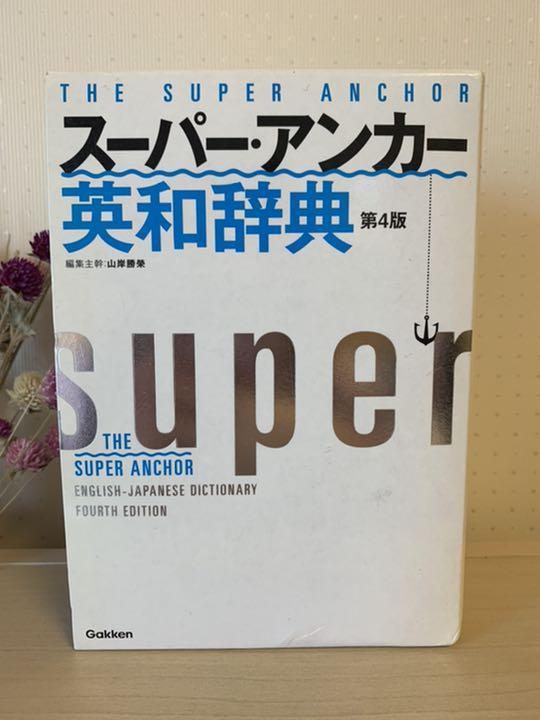 THE SUPER ANCHOR
スーパー・アンカー
英和辞典 第4版
編集主幹:山岸勝榮
super
THE
SUPER ANCHOR
ENGLISH-JAPANESE DICTIONARY
FOURTH EDITION
Gakken